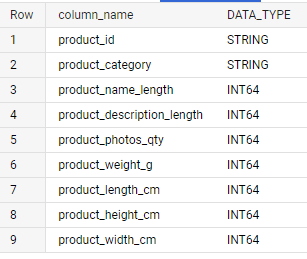 Row column_name DATA_TYPE
1 product_id STRING
2 product_category STRING
3 product_name_length INT64
4 product_description_length INT64
5 product_photos_qty INT64
6 product_weight_g INT64
7 product_length_cm INT64
8 product_height_cm INT64
9 product_width_cm INT64